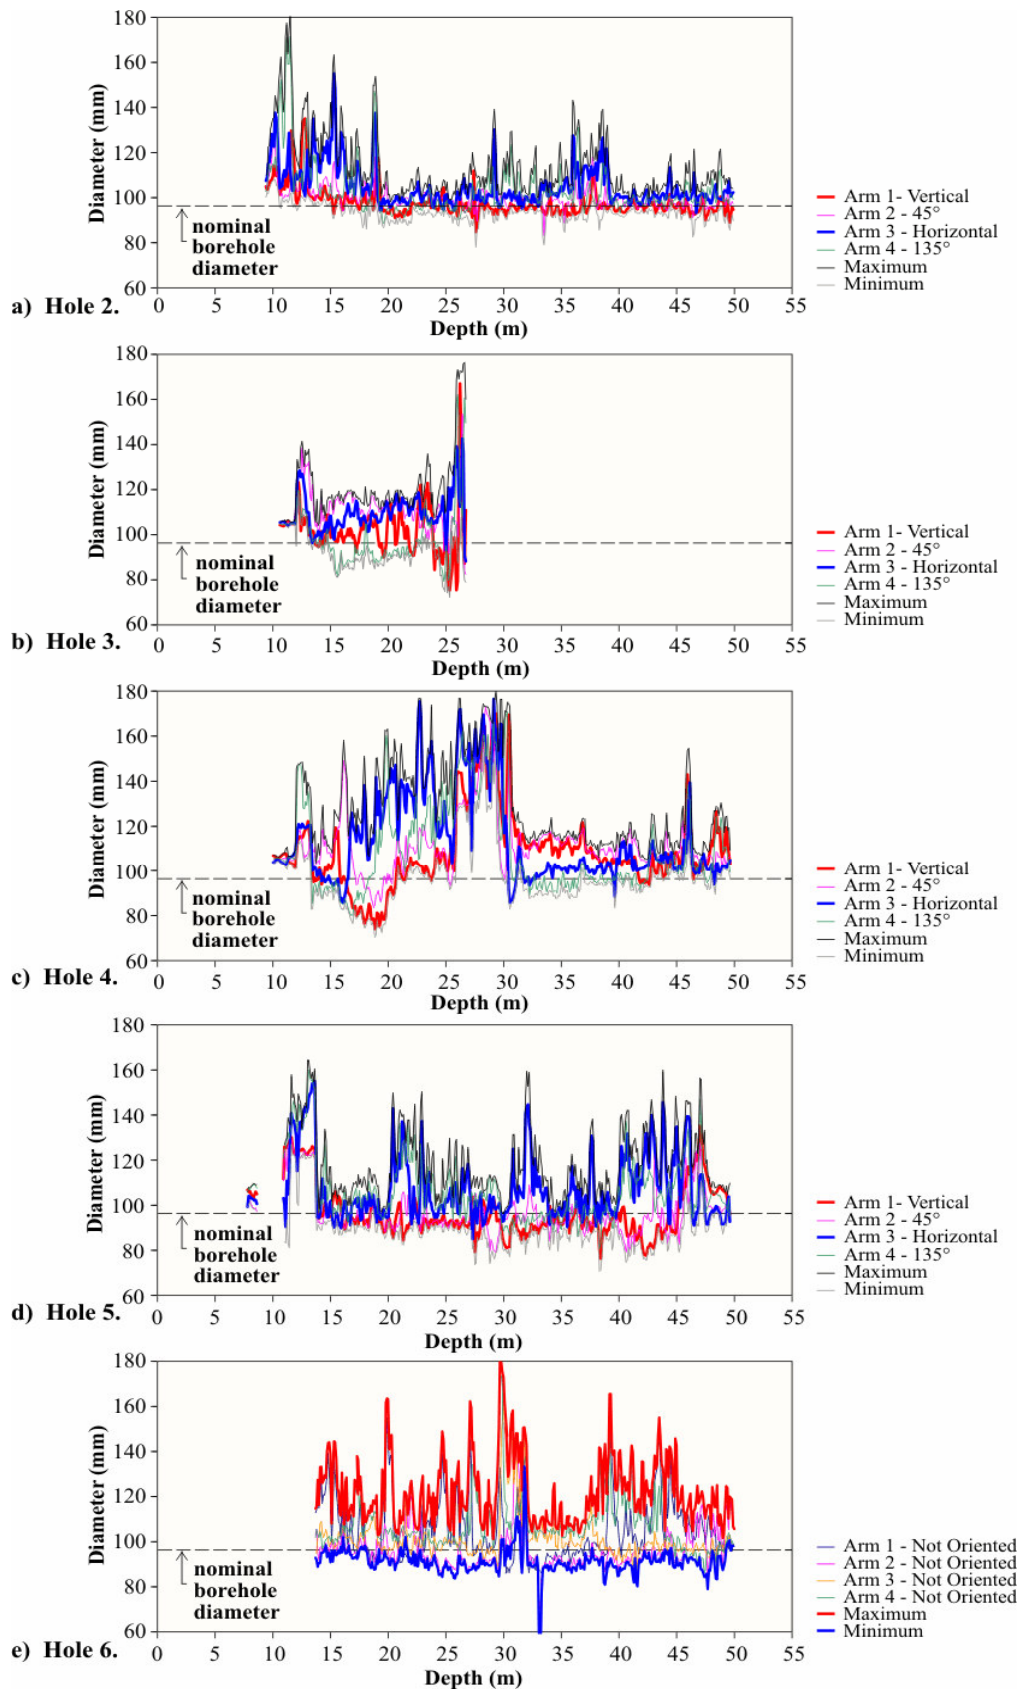 180
160
140
120
100
80
60
Diameter (mm)
nominal
borehole
diameter
0 5 10 15 20 25 30 35 40 45 50 55
Depth (m)
a) Hole 2.
Arm 1- Vertical
Arm 2 - 45°
Arm 3 - Horizontal
Arm 4 - 135°
Maximum
Minimum
180
160
140
120
100
80
60
Diameter (mm)
nominal
borehole
diameter
0 5 10 15 20 25 30 35 40 45 50 55
Depth (m)
b) Hole 3.
Arm 1- Vertical
Arm 2 - 45°
Arm 3 - Horizontal
Arm 4 - 135°
Maximum
Minimum
180
160
140
120
100
80
60
Diameter (mm)
nominal
borehole
diameter
0 5 10 15 20 25 30 35 40 45 50 55
Depth (m)
c) Hole 4.
Arm 1- Vertical
Arm 2 - 45°
Arm 3 - Horizontal
Arm 4 - 135°
Maximum
Minimum
180
160
140
120
100
80
60
Diameter (mm)
nominal
borehole
diameter
0 5 10 15 20 25 30 35 40 45 50 55
Depth (m)
d) Hole 5.
Arm 1- Vertical
Arm 2 - 45°
Arm 3 - Horizontal
Arm 4 - 135°
Maximum
Minimum
180
160
140
120
100
80
60
Diameter (mm)
nominal
borehole
diameter
0 5 10 15 20 25 30 35 40 45 50 55
Depth (m)
e) Hole 6.
Arm 1 - Not Oriented
Arm 2 - Not Oriented
Arm 3 - Not Oriented
Arm 4 - Not Oriented
Maximum
Minimum